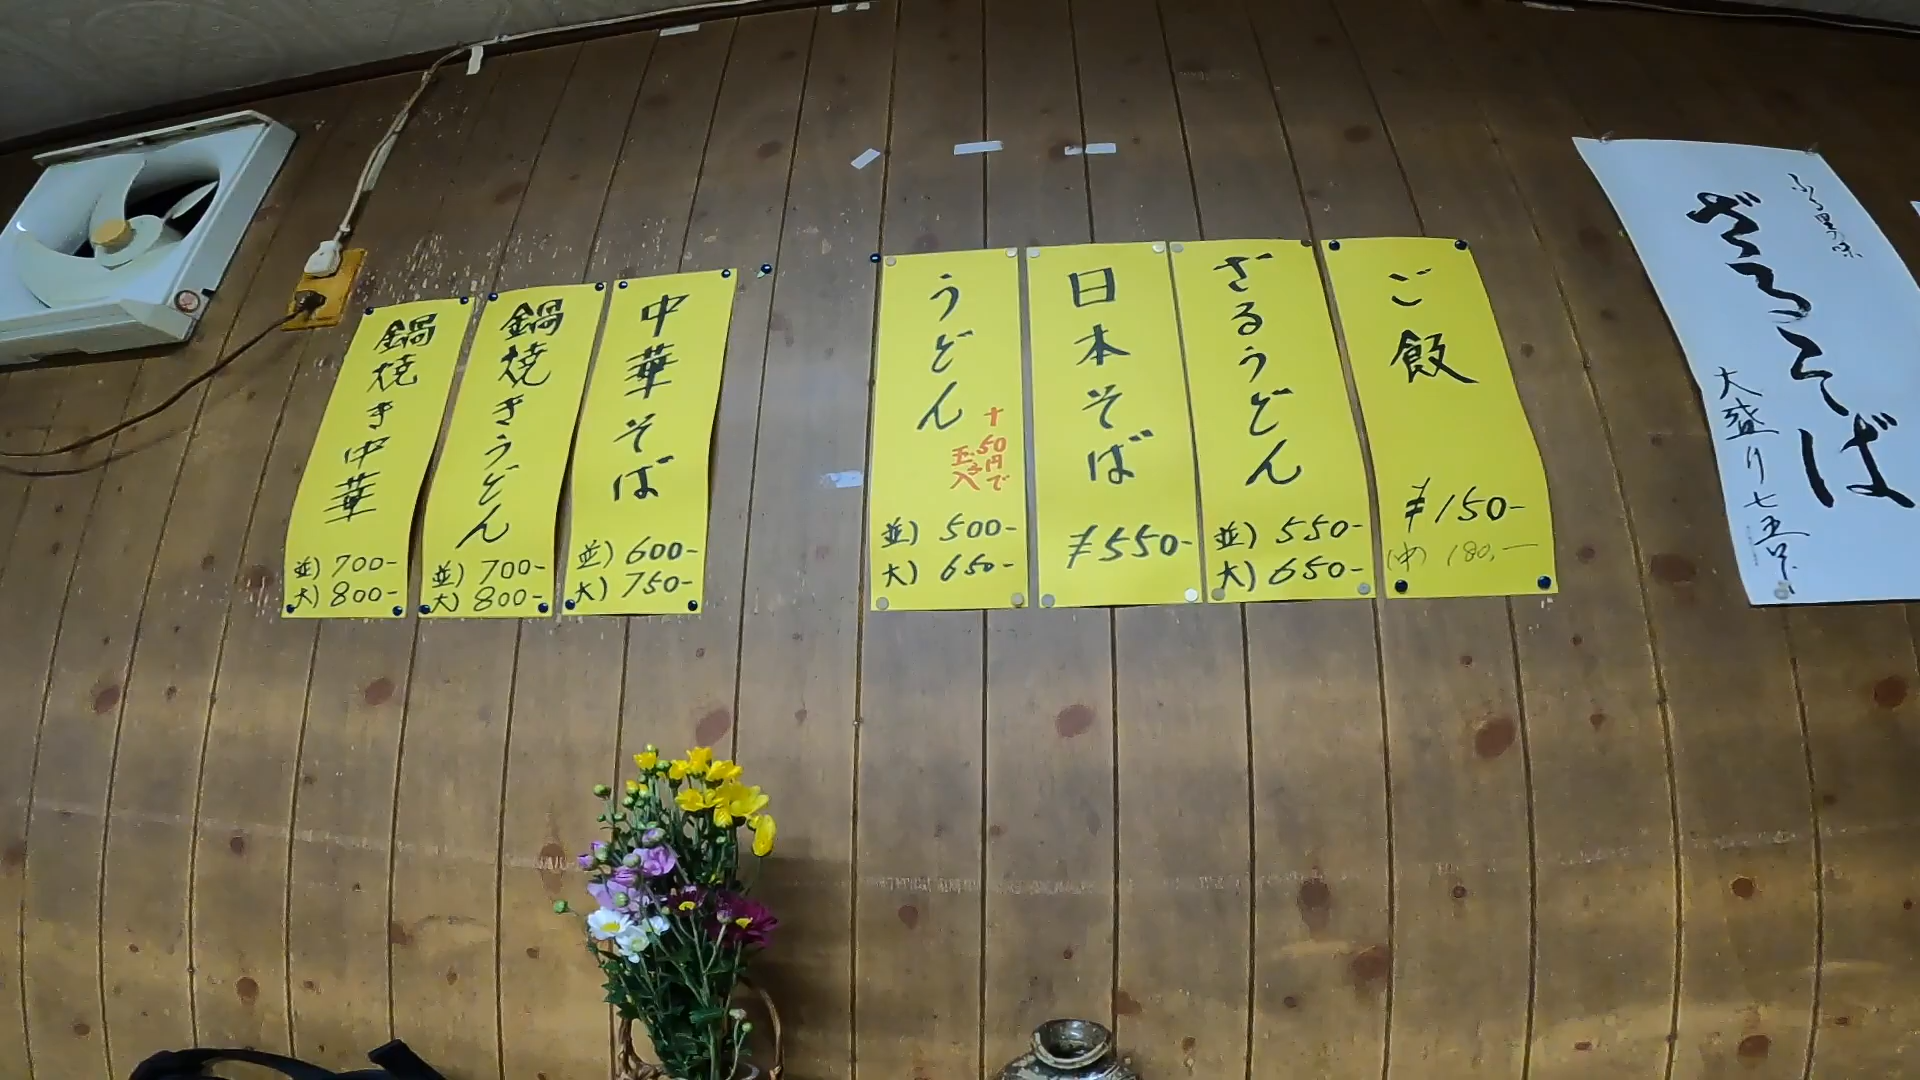 鍋焼き中華
並) 700-
大) 800-
鍋焼きうどん
並) 700-
大) 800-
中華そば
並) 600-
大) 750-
うどん
+50円で
玉子入
並) 500-
大) 650-
日本そば
¥550-
ざるうどん
並) 550-
大) 650-
ご飯
¥150-
(中) 180.-
ざるそば
大盛り七五〇